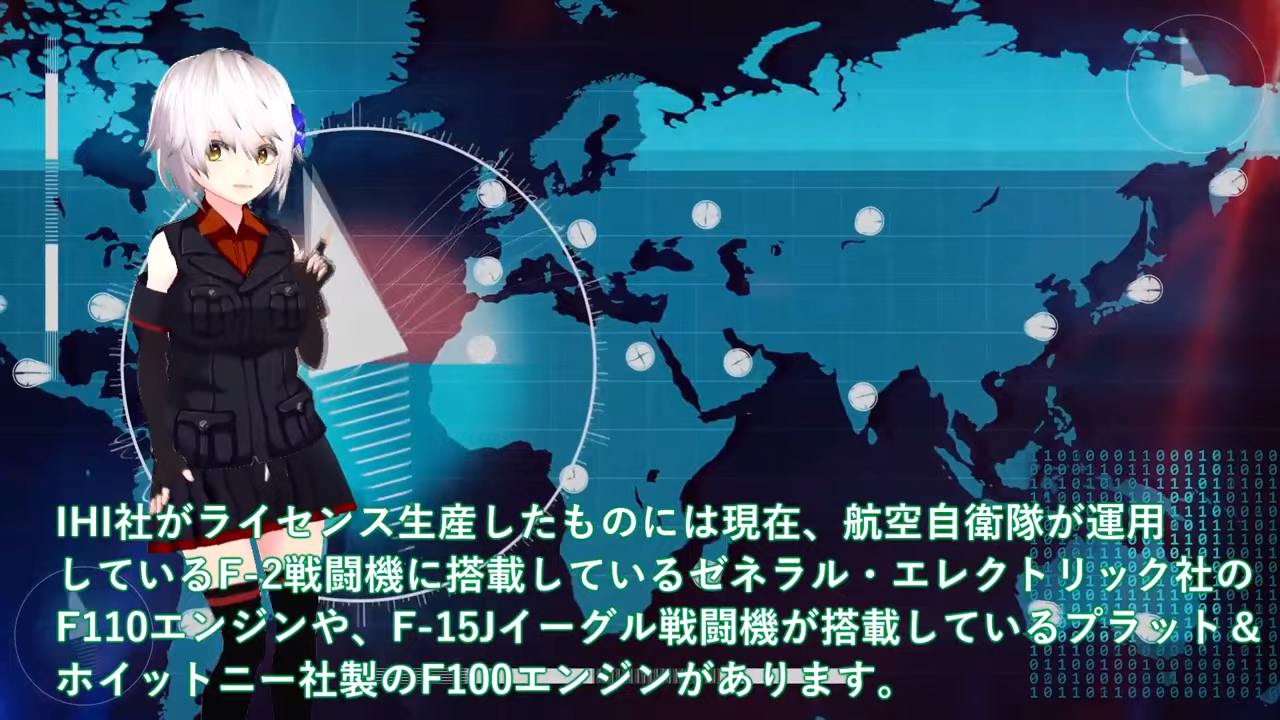 IHI社がライセンス生産したものには現在、航空自衛隊が運用
しているF-2戦闘機に搭載しているゼネラル・エレクトリック社の
F110エンジンや、F-15Jイーグル戦闘機が搭載しているプラット&
ホイットニー社製のF100エンジンがあります。